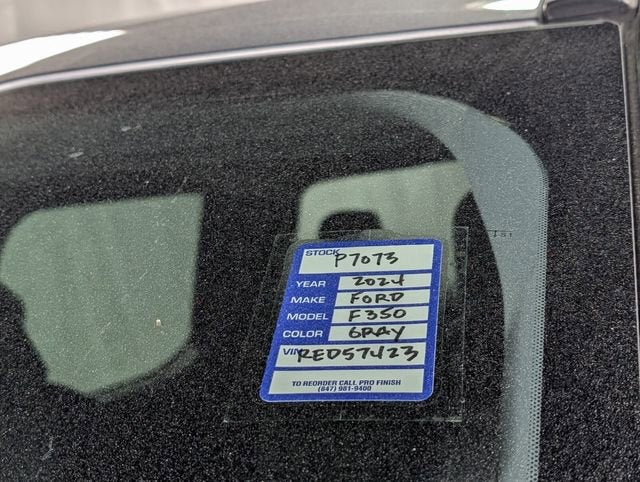 STOCK P7073
YEAR 2024
MAKE FORD
MODEL F350
COLOR GRAY
VIN RED57423
TO REORDER CALL PRO FINISH
(847) 981-9400